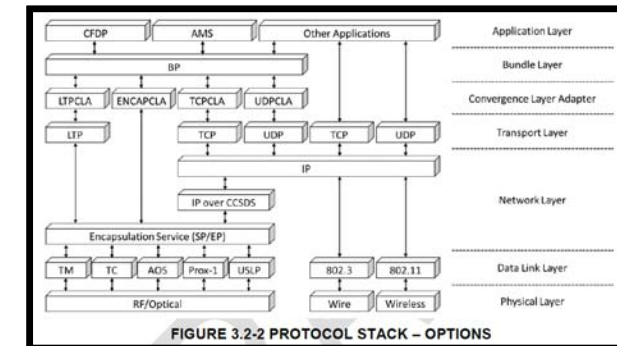 CFDP AMS Other Applications Application Layer
BP Bundle Layer
LTPCLA ENCAPCLA TCPCLA UDPCLA Convergence Layer Adapter
LTP TCP UDP TCP UDP Transport Layer
IP
IP over CCSDS Network Layer
Encapsulation Service (SP/EP)
TM TC AOS Prox-1 USLP 802.3 802.11 Data Link Layer
RF/Optical Wire Wireless Physical Layer
FIGURE 3.2-2 PROTOCOL STACK – OPTIONS